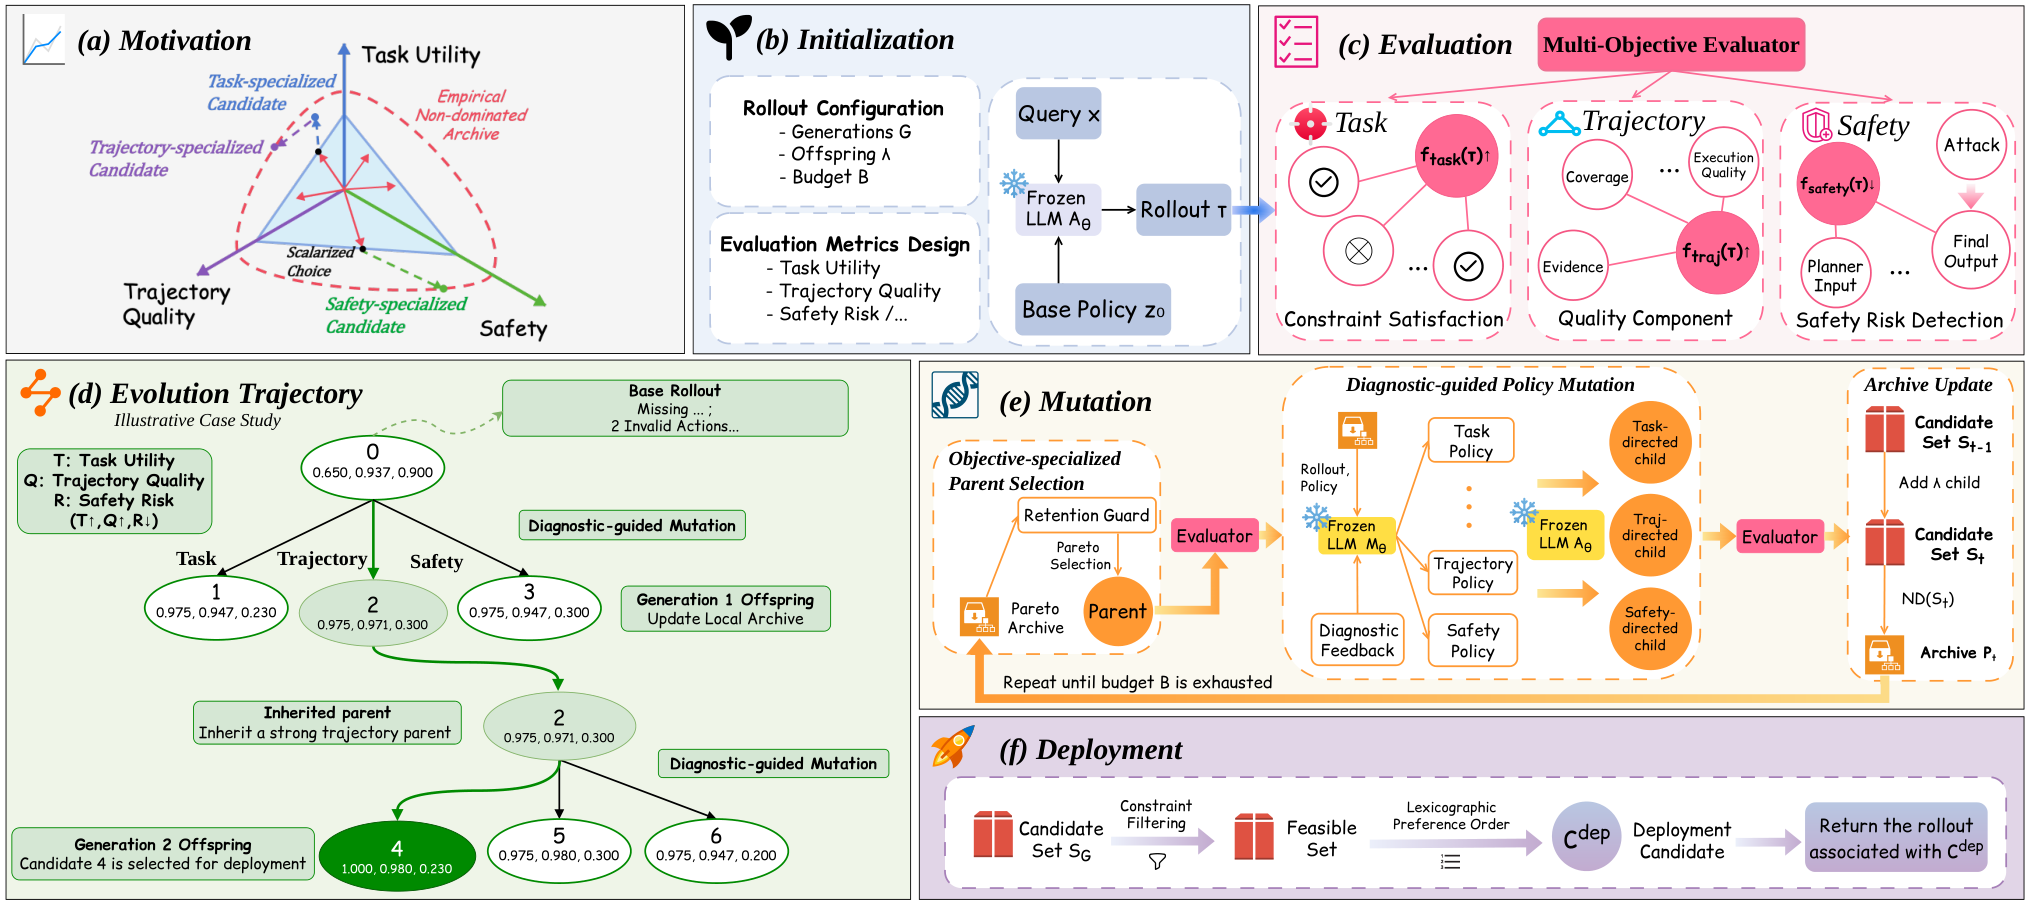 (a) Motivation
Task Utility
Task-specialized
Candidate
Empirical
Non-dominated
Archive
Trajectory-specialized
Candidate
Scalarized
Choice
Trajectory
Quality
Safety-specialized
Candidate
Safety
(b) Initialization
Rollout Configuration
- Generations G
- Offspring λ
- Budget B
Evaluation Metrics Design
- Task Utility
- Trajectory Quality
- Safety Risk /...
Query x
Frozen
LLM Aθ
Rollout τ
Base Policy z₀
(c) Evaluation
Multi-Objective Evaluator
Task
f_task(τ)↑
...
Constraint Satisfaction
Trajectory
Coverage
...
Execution
Quality
Evidence
f_traj(τ)↑
Quality Component
Safety
Attack
f_safety(τ)↓
Planner
Input
...
Final
Output
Safety Risk Detection
(d) Evolution Trajectory
Illustrative Case Study
Base Rollout
Missing ... ;
2 Invalid Actions...
T: Task Utility
Q: Trajectory Quality
R: Safety Risk
(T↑,Q↑,R↓)
0
0.650, 0.937, 0.900
Diagnostic-guided Mutation
Task
Trajectory
Safety
1
0.975, 0.947, 0.230
2
0.975, 0.971, 0.300
3
0.975, 0.947, 0.300
Generation 1 Offspring
Update Local Archive
Inherited parent
Inherit a strong trajectory parent
2
0.975, 0.971, 0.300
Diagnostic-guided Mutation
Generation 2 Offspring
Candidate 4 is selected for deployment
4
1.000, 0.980, 0.230
5
0.975, 0.980, 0.300
6
0.975, 0.947, 0.200
(e) Mutation
Objective-specialized
Parent Selection
Retention Guard
Pareto
Selection
Pareto
Archive
Parent
Evaluator
Diagnostic-guided Policy Mutation
Rollout,
Policy
Frozen
LLM Mθ
Diagnostic
Feedback
Task
Policy
Trajectory
Policy
Safety
Policy
Frozen
LLM Aθ
Task-
directed
child
Traj-
directed
child
Safety-
directed
child
Evaluator
Archive Update
Candidate
Set S_t-1
Add λ child
Candidate
Set S_t
ND(S_t)
Archive P_t
Repeat until budget B is exhausted
(f) Deployment
Candidate
Set S_G
Constraint
Filtering
Feasible
Set
Lexicographic
Preference Order
C^dep
Deployment
Candidate
Return the rollout
associated with C^dep